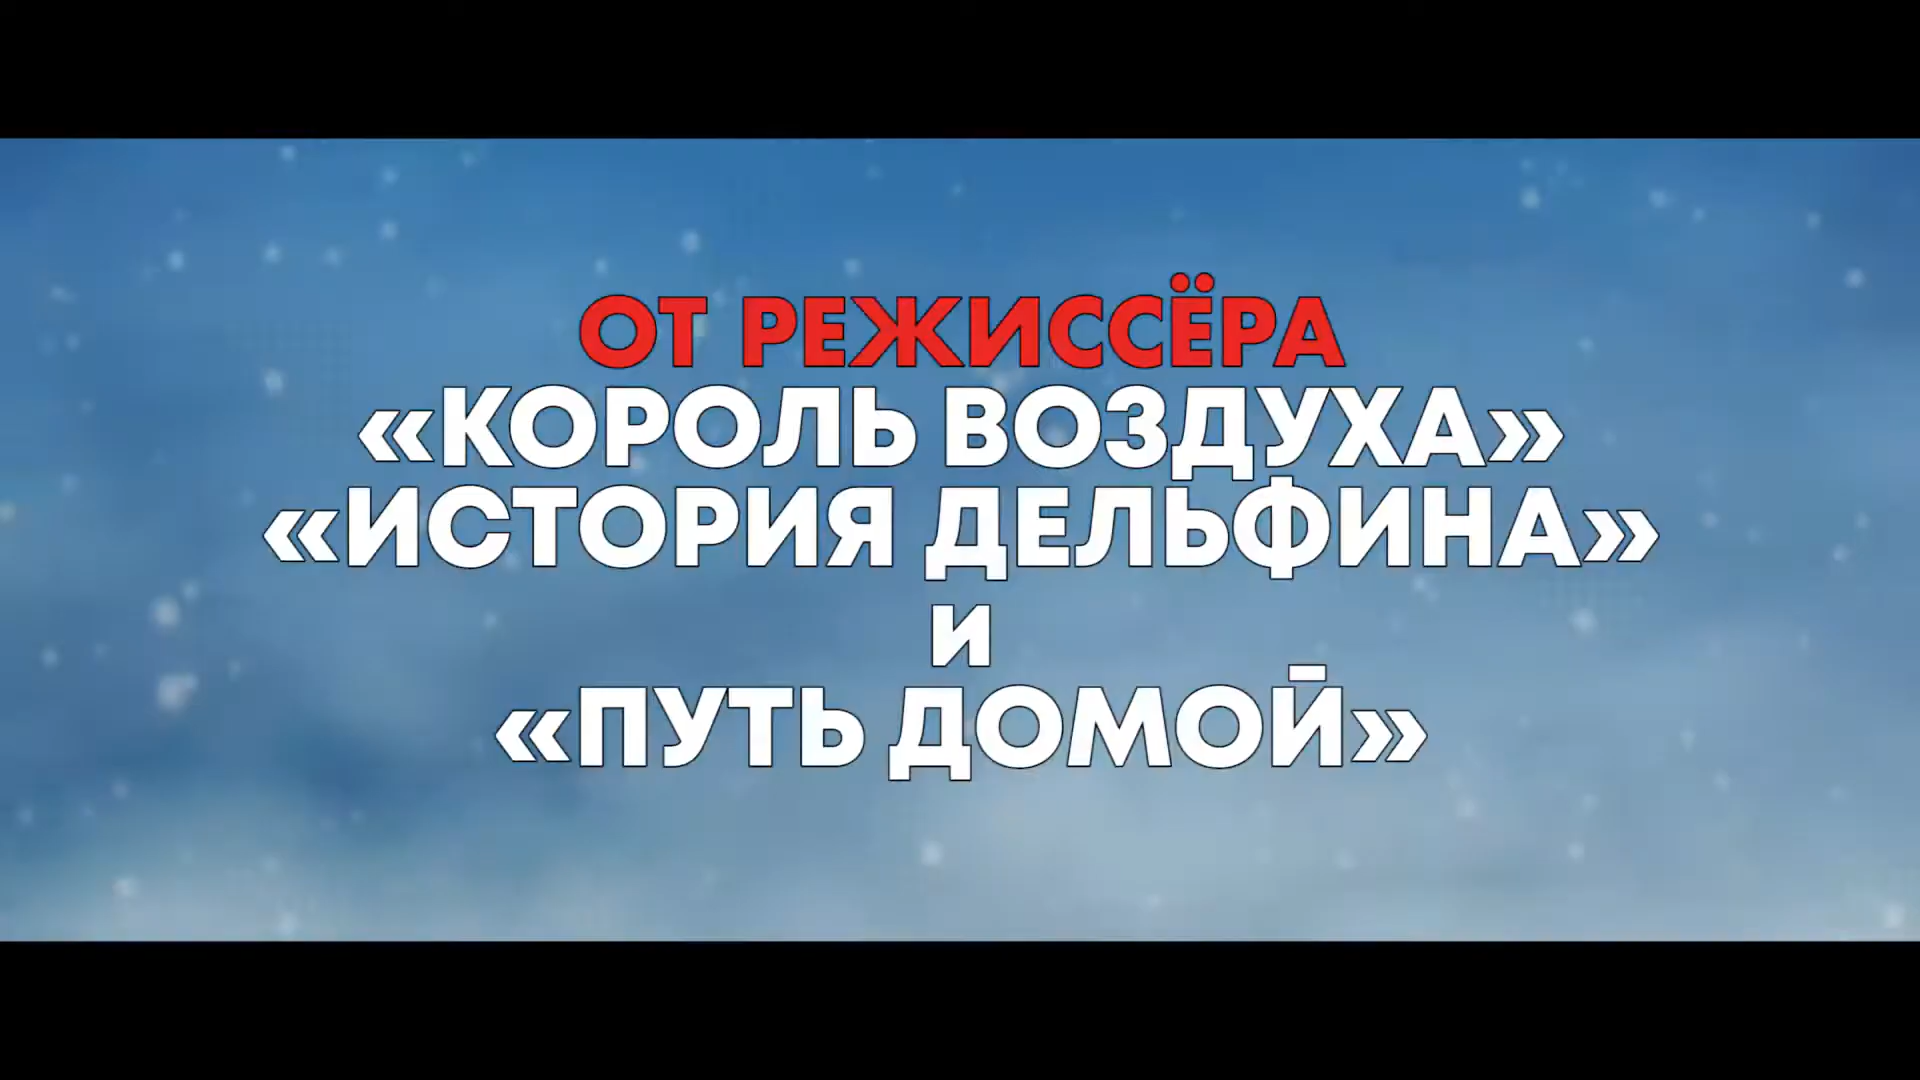 ОТ РЕЖИССЁРА
«КОРОЛЬ ВОЗДУХА»
«ИСТОРИЯ ДЕЛЬФИНА»
и
«ПУТЬ ДОМОЙ»